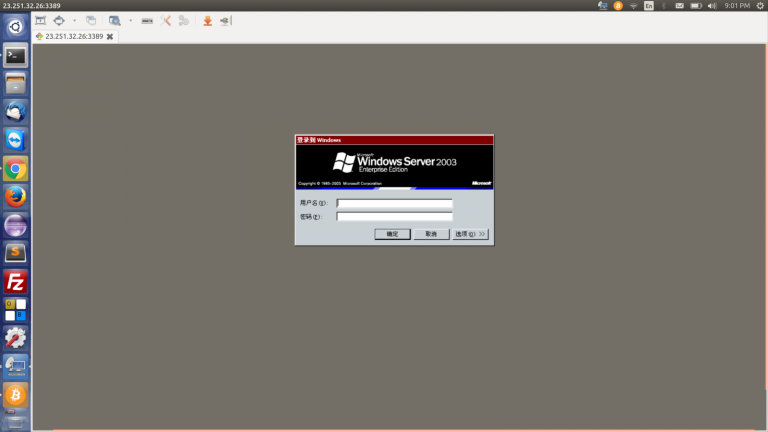 23.251.32.26:3389
En
9:01 PM
23.251.32.26:3389
登录到 Windows
Microsoft
Windows Server 2003
Enterprise Edition
Copyright © 1985-2003 Microsoft Corporation
Microsoft
用户名(U):
密码(P):
确定
取消
选项(O) >>